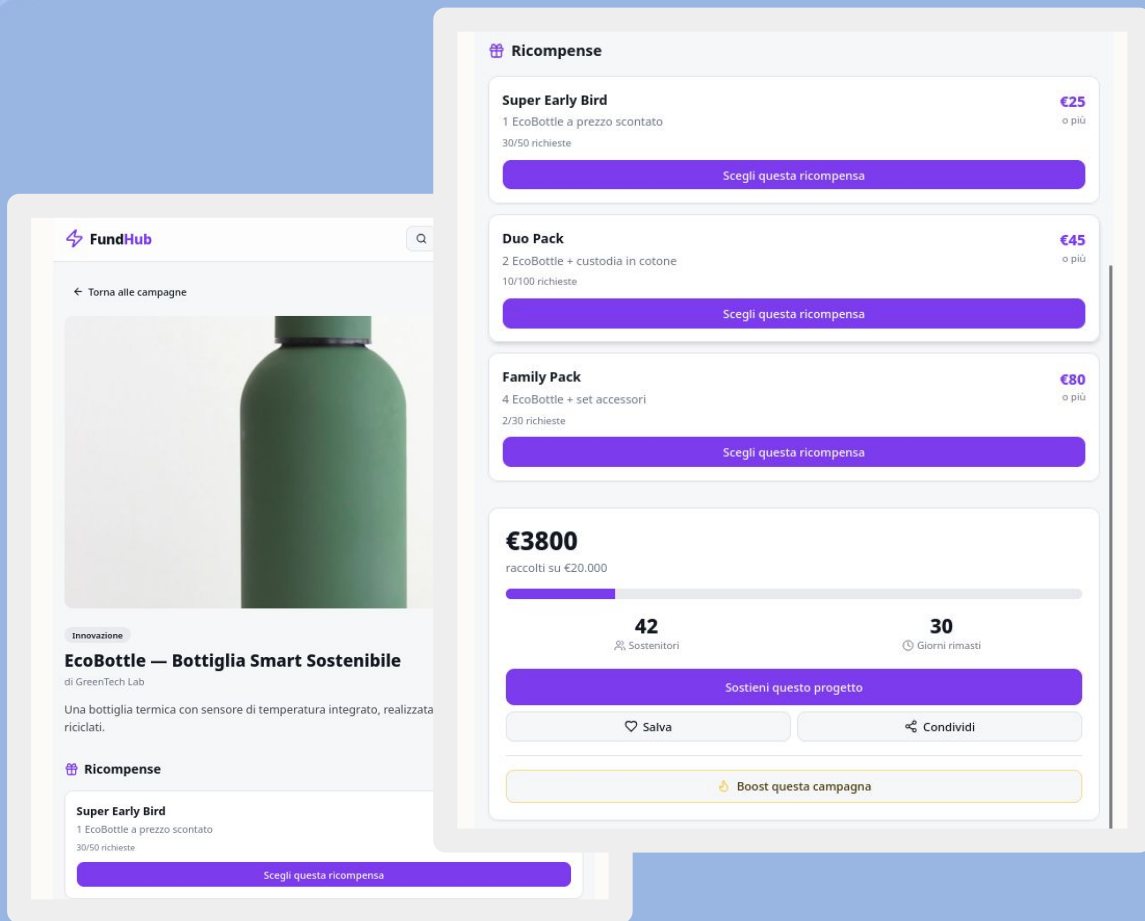 FundHub
Torna alle campagne
Innovazione
EcoBottle — Bottiglia Smart Sostenibile
di GreenTech Lab
Una bottiglia termica con sensore di temperatura integrato, realizzata
riciclati.
Ricompense
Super Early Bird
1 EcoBottle a prezzo scontato
30/50 richieste
Scegli questa ricompensa
Ricompense
Super Early Bird
€25
1 EcoBottle a prezzo scontato
o più
30/50 richieste
Scegli questa ricompensa
Duo Pack
€45
2 EcoBottle + custodia in cotone
o più
10/100 richieste
Scegli questa ricompensa
Family Pack
€80
4 EcoBottle + set accessori
o più
2/30 richieste
Scegli questa ricompensa
€3800
raccolti su €20.000
42
Sostenitori
30
Giorni rimasti
Sostieni questo progetto
Salva
Condividi
Boost questa campagna